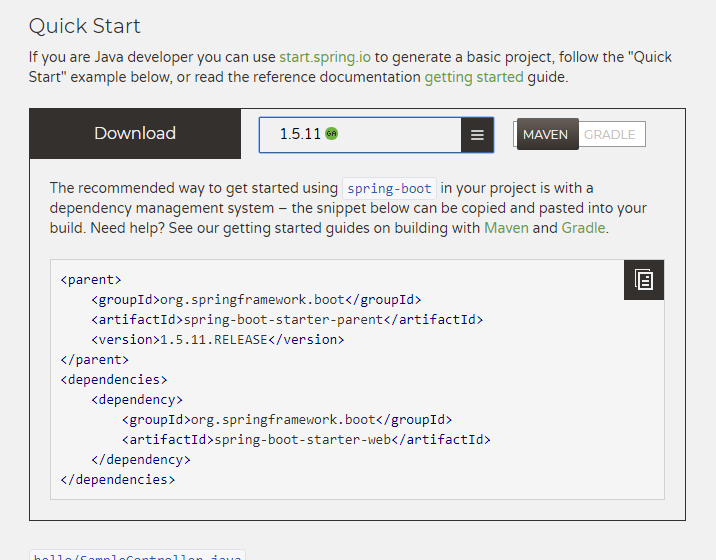 Quick Start
If you are Java developer you can use start.spring.io to generate a basic project, follow the "Quick
Start" example below, or read the reference documentation getting started guide.
Download
1.5.11 GA
MAVEN GRADLE
The recommended way to get started using spring-boot in your project is with a
dependency management system – the snippet below can be copied and pasted into your
build. Need help? See our getting started guides on building with Maven and Gradle.
<parent>
    <groupId>org.springframework.boot</groupId>
    <artifactId>spring-boot-starter-parent</artifactId>
    <version>1.5.11.RELEASE</version>
</parent>
<dependencies>
    <dependency>
        <groupId>org.springframework.boot</groupId>
        <artifactId>spring-boot-starter-web</artifactId>
    </dependency>
</dependencies>
hello/SampleController.java